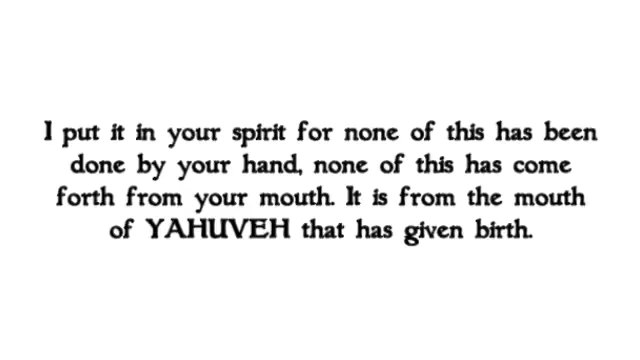 I put it in your spirit for none of this has been
done by your hand, none of this has come
forth from your mouth. It is from the mouth
of YAHUVEH that has given birth.